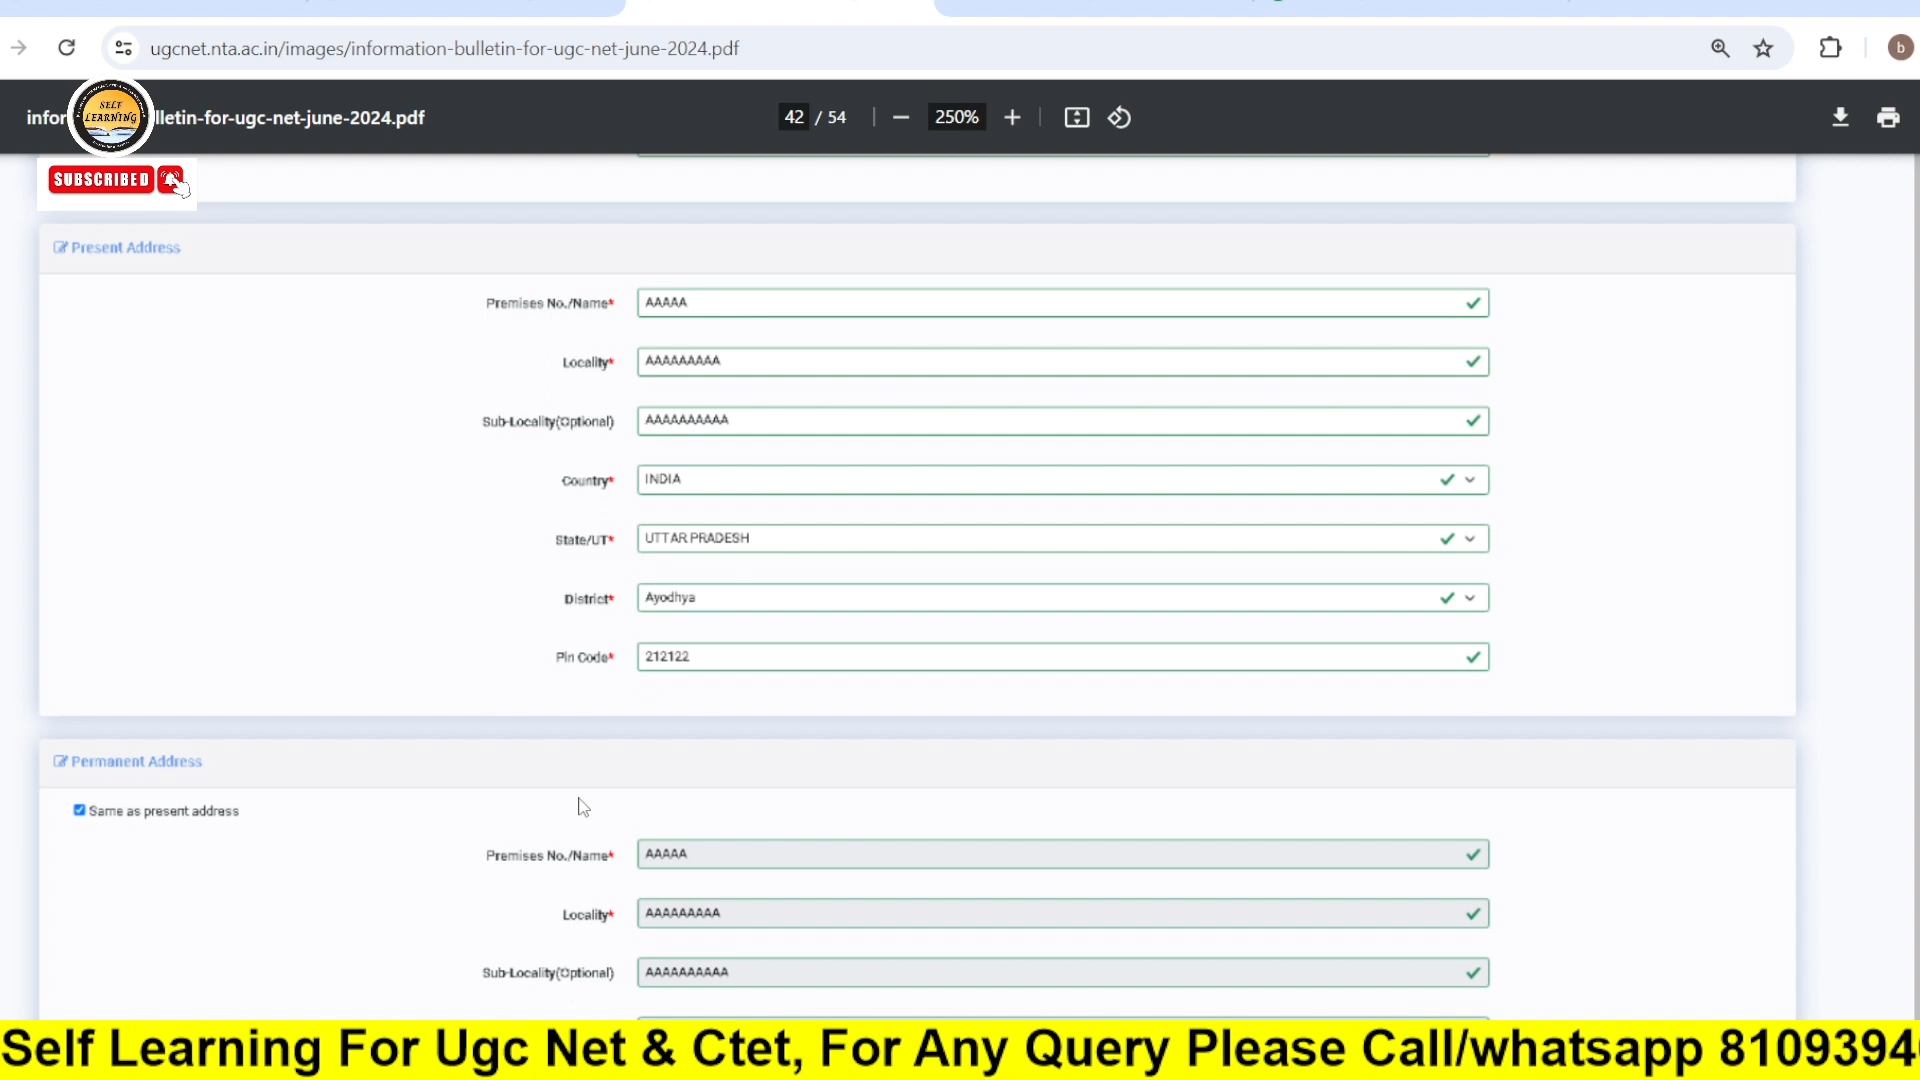 ugcnet.nta.ac.in/images/information-bulletin-for-ugc-net-june-2024.pdf
b
SELF
LEARNING
infor lletin-for-ugc-net-june-2024.pdf
42 / 54
250%
SUBSCRIBED
Present Address
Premises No./Name* AAAAA
Locality* AAAAAAAAA
Sub-Locality(Optional) AAAAAAAAAA
Country* INDIA
State/UT* UTTAR PRADESH
District* Ayodhya
Pin Code* 212122
Permanent Address
Same as present address
Premises No./Name* AAAAA
Locality* AAAAAAAAA
Sub-Locality(Optional) AAAAAAAAAA
Self Learning For Ugc Net & Ctet, For Any Query Please Call/whatsapp 8109394